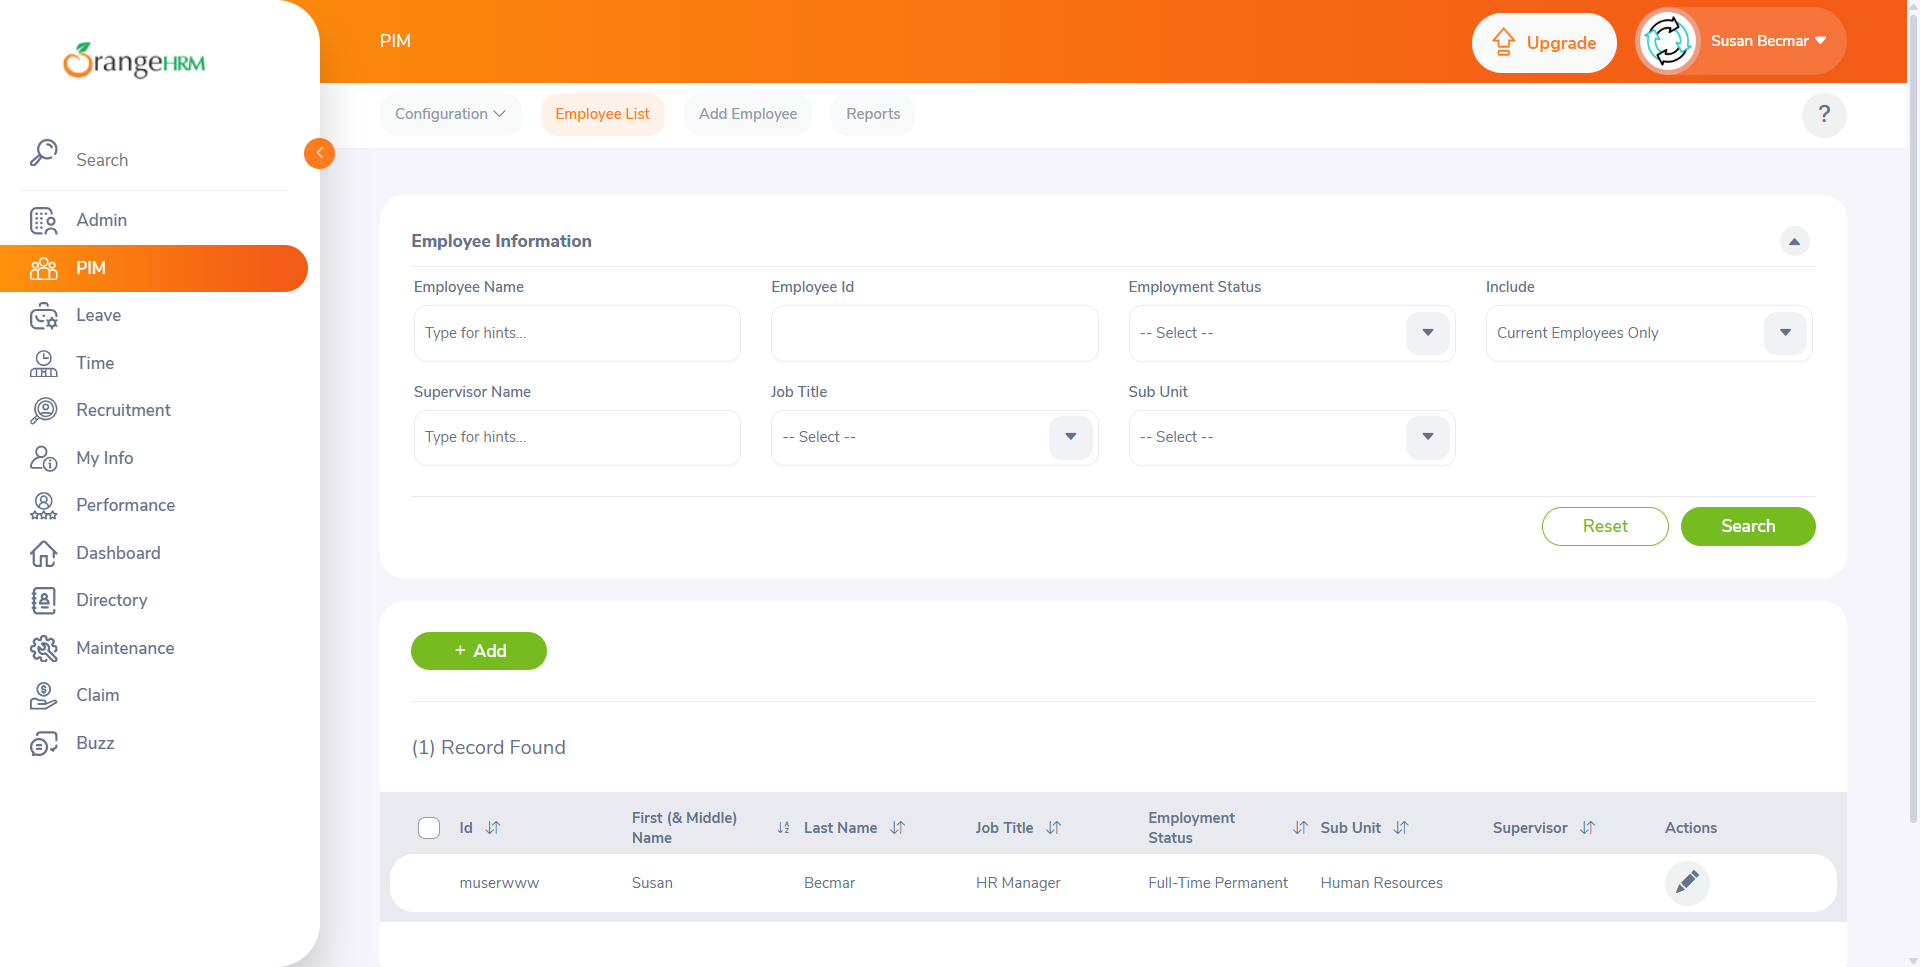 OrangeHRM
PIM
Upgrade
Susan Becmar
Configuration
Employee List
Add Employee
Reports
?
Search
Admin
PIM
Leave
Time
Recruitment
My Info
Performance
Dashboard
Directory
Maintenance
Claim
Buzz
Employee Information
Employee Name
Employee Id
Employment Status
Include
Type for hints...
-- Select --
Current Employees Only
Supervisor Name
Job Title
Sub Unit
Type for hints...
-- Select --
-- Select --
Reset
Search
+ Add
(1) Record Found
Id
First (& Middle)
Name
Last Name
Job Title
Employment
Status
Sub Unit
Supervisor
Actions
muserwww
Susan
Becmar
HR Manager
Full-Time Permanent
Human Resources